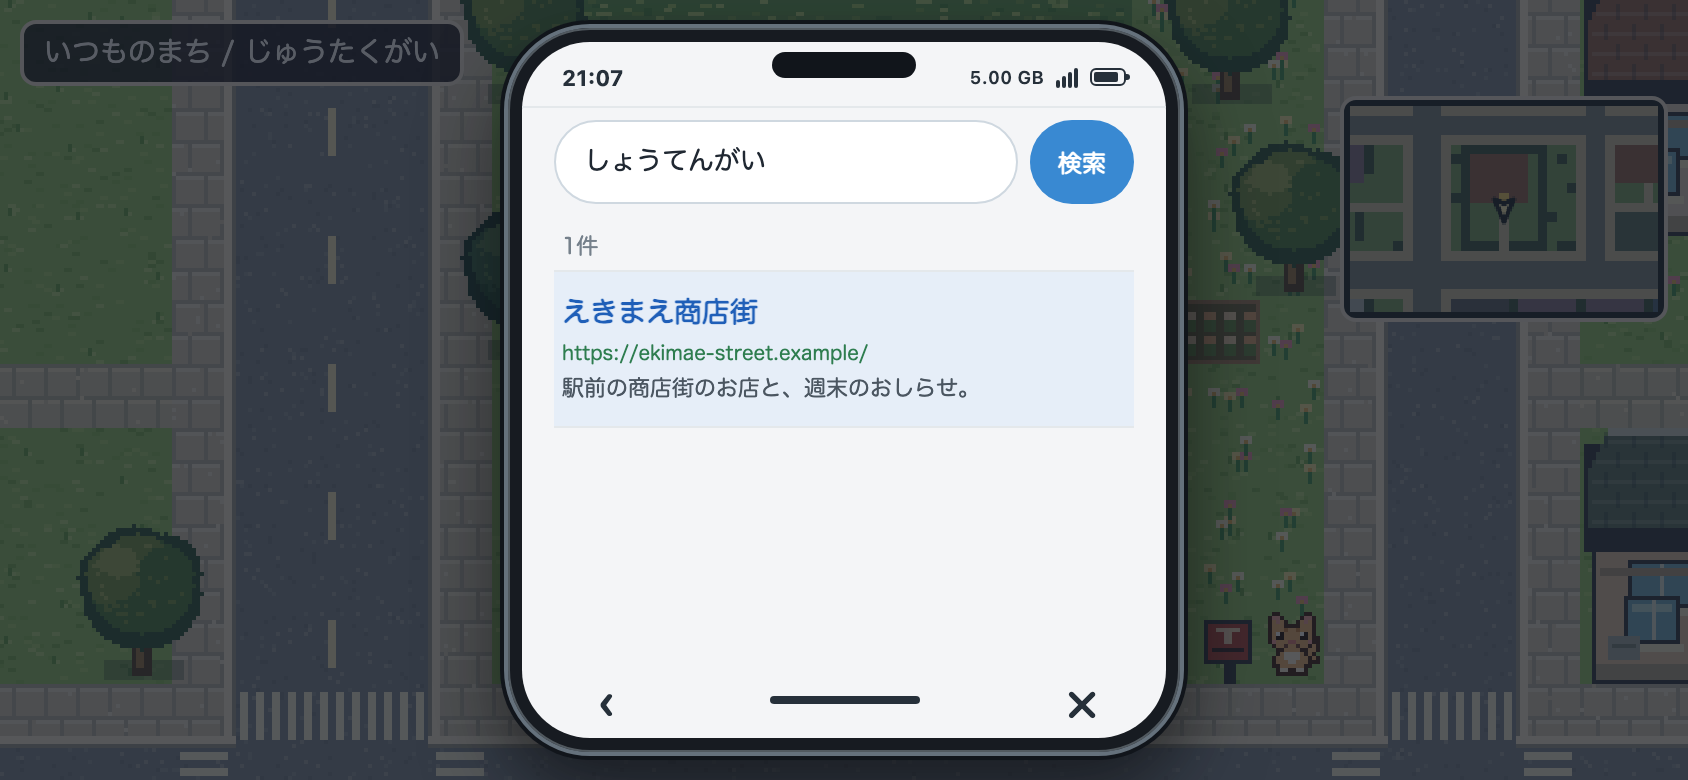 いつものまち / じゅうたくがい
21:07
5.00 GB
しょうてんがい
検索
1件
えきまえ商店街
https://ekimae-street.example/
駅前の商店街のお店と、週末のおしらせ。